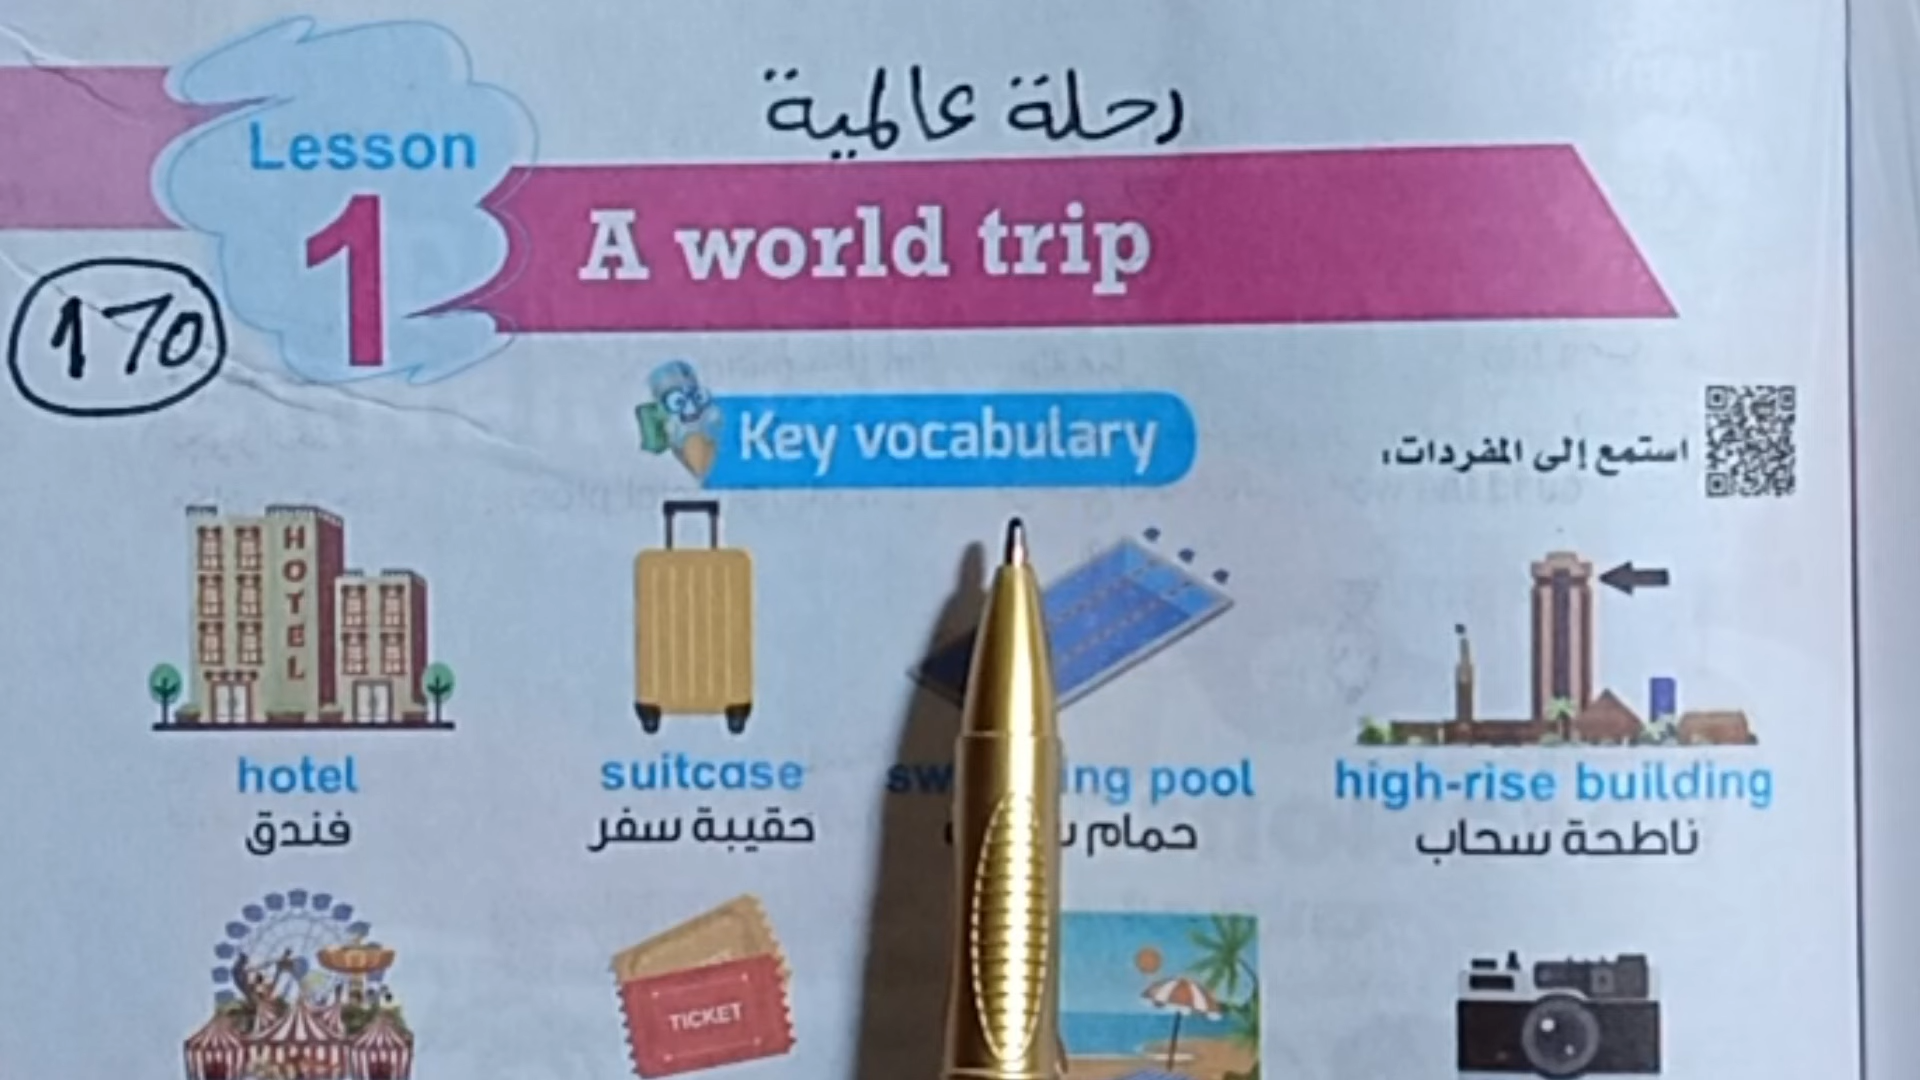 رحلة عالمية
Lesson
1
A world trip
170
Key vocabulary
استمع إلى المفردات:
HOTEL
hotel
suitcase
pool
high-rise building
فندق
حقيبة سفر
حمام
ناطحة سحاب
TICKET